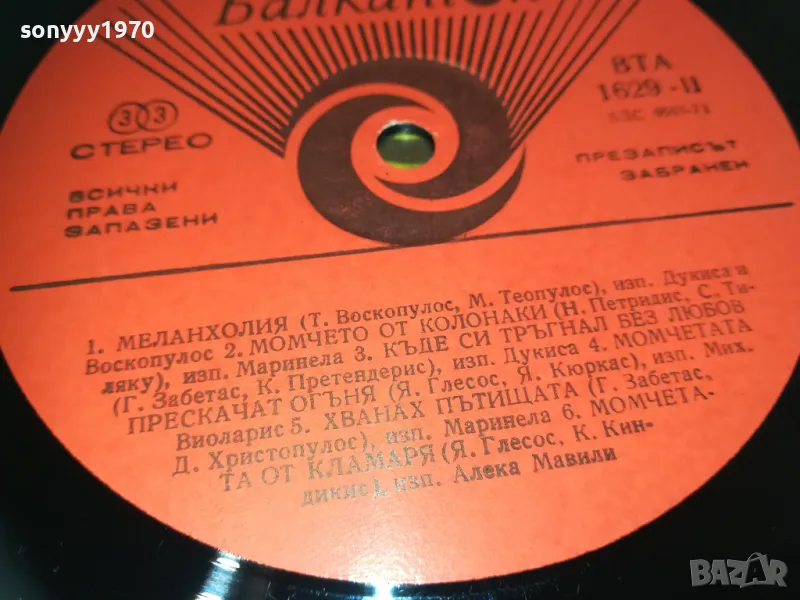 sonyyy1970
Балкантон
33
СТЕРЕО
ВСИЧКИ
ПРАВА
ЗАПАЗЕНИ
ВТА
1629 - II
ПРЕЗАПИСЪТ
ЗАБРАНЕН
1. МЕЛАНХОЛИЯ (Т. Воскопулос, М. Теопулос), изп. Дукиса и
Воскопулос 2. МОМЧЕТО ОТ КОЛОНАКИ (Н. Петридис, С. Ти-
ляку), изп. Маринела 3. КЪДЕ СИ ТРЪГНАЛ БЕЗ ЛЮБОВ
(Г. Забетас, К. Претендерис), изп. Дукиса 4. МОМЧЕТАТА
ПРЕСКАЧАТ ОГЪНЯ (Я. Глесос, Я. Кюркас), изп. Мих.
Виоларис 5. ХВАНАХ ПЪТИЩАТА (Г. Забетас,
Д. Христопулос), изп. Маринела 6. МОМЧЕТА-
ТА ОТ КЛАМАРЯ (Я. Глесос, К. Кин-
дикис), изп. Алека Мавили
BAZAR